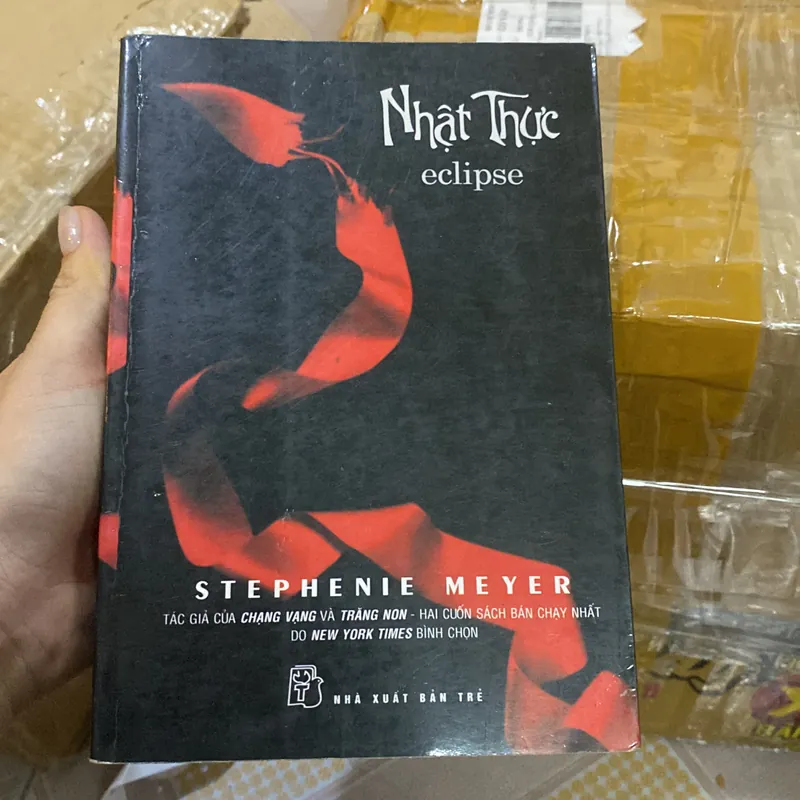 Nhật Thực
eclipse
STEPHENIE MEYER
TÁC GIẢ CỦA CHẠNG VẠNG VÀ TRĂNG NON - HAI CUỐN SÁCH BÁN CHẠY NHẤT
DO NEW YORK TIMES BÌNH CHỌN
NHÀ XUẤT BẢN TRẺ